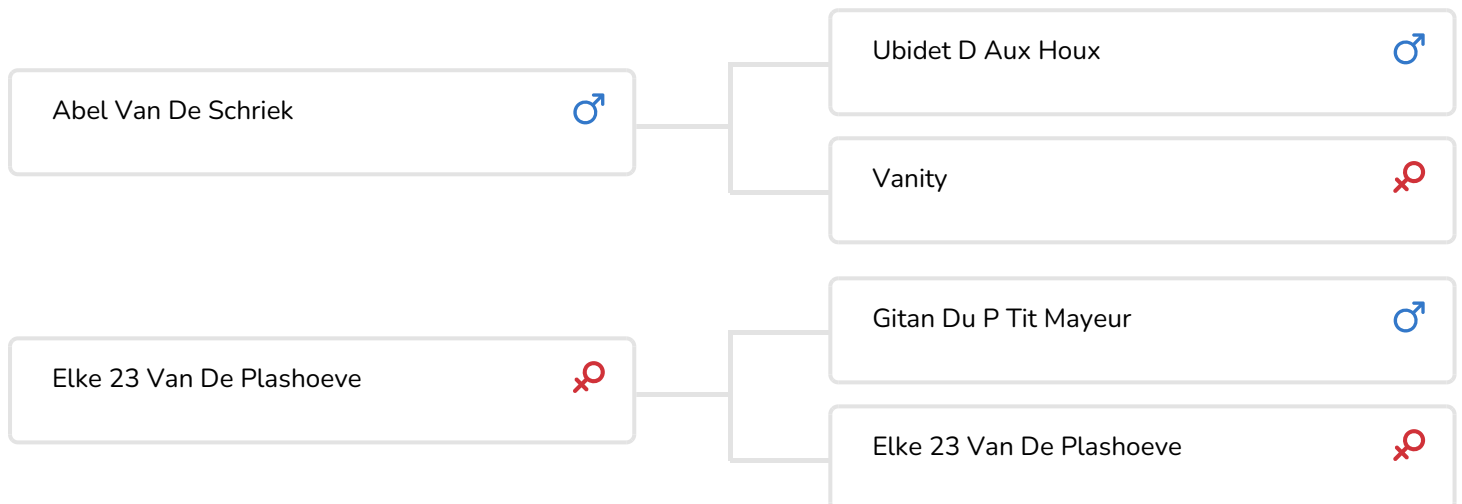 Ubidet D Aux Houx
Abel Van De Schriek
Vanity
Gitan Du P Tit Mayeur
Elke 23 Van De Plashoeve
Elke 23 Van De Plashoeve